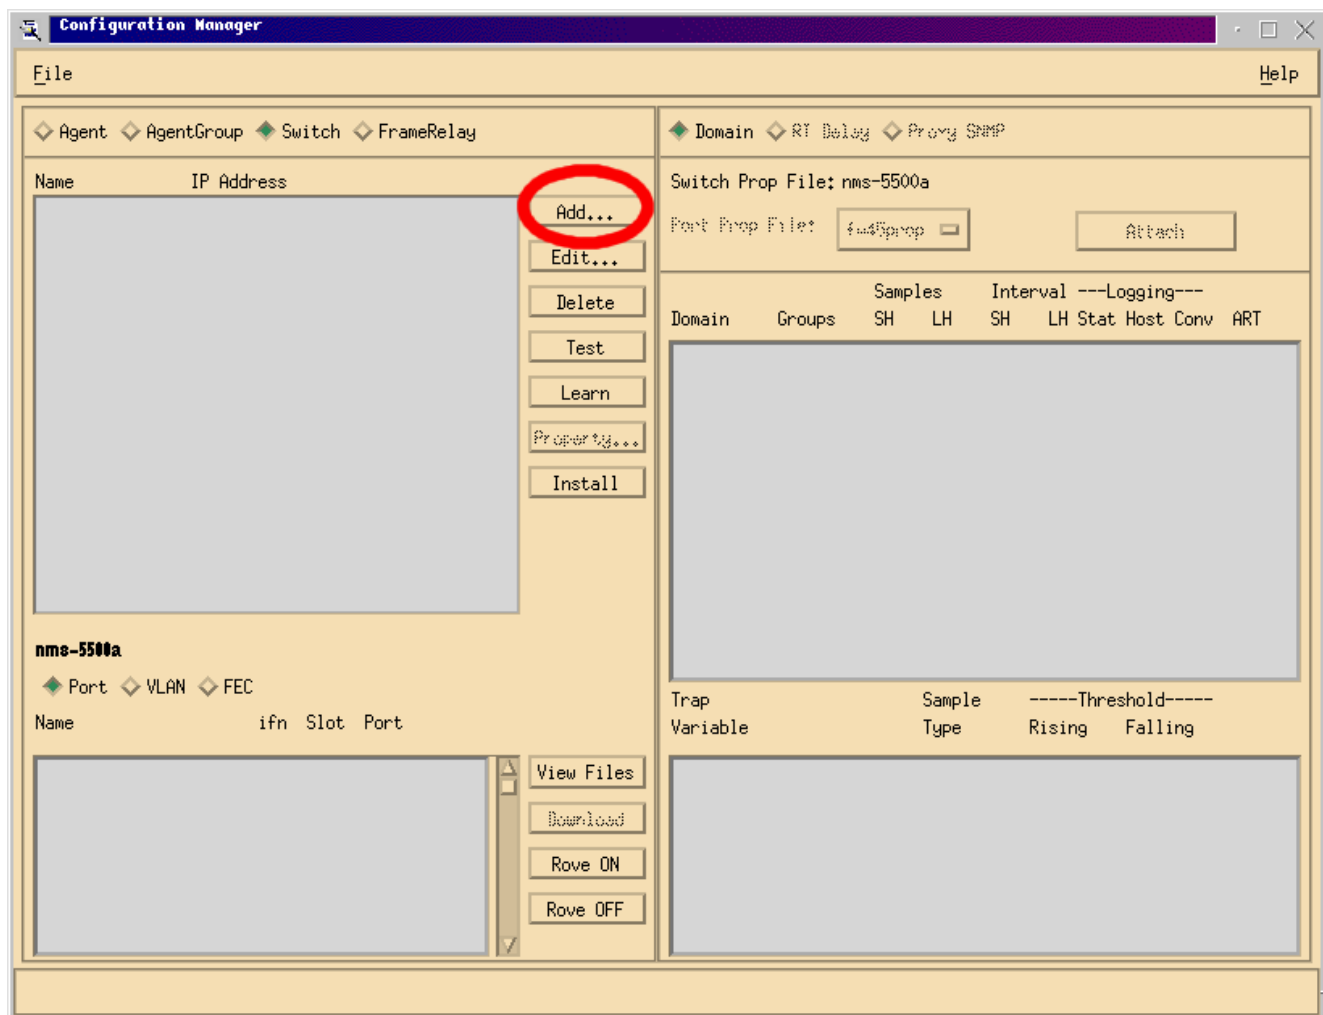 Configuration Manager
File
Help
Agent AgentGroup Switch FrameRelay
Name IP Address
Add...
Edit...
Delete
Test
Learn
Property...
Install
nms-5500a
Port VLAN FEC
Name ifn Slot Port
View Files
Download
Rove ON
Rove OFF
Domain RT Delay Proxy SNMP
Switch Prop File: nms-5500a
Port Prop File:
Attach
Samples Interval ---Logging---
Domain Groups SH LH SH LH Stat Host Conv ART
Trap Sample -----Threshold-----
Variable Type Rising Falling